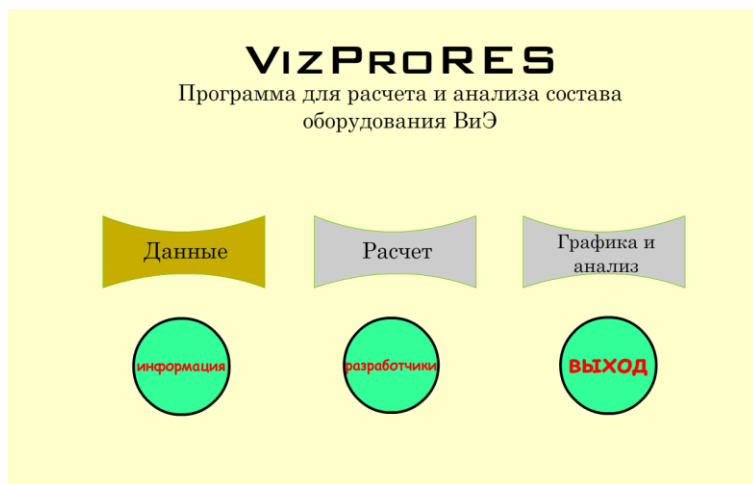 VizProRES
Программа для расчета и анализа состава
оборудования ВиЭ
Данные
Расчет
Графика и
анализ
информация
разработчики
ВЫХОД